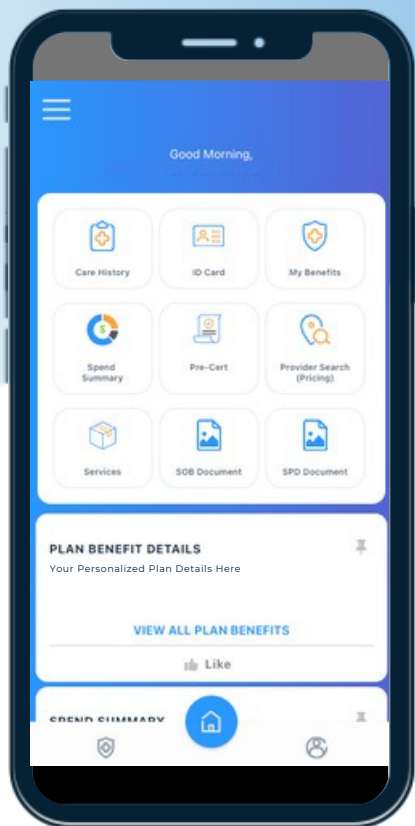 Good Morning,
Care History
ID Card
My Benefits
Spend
Summary
Pre-Cert
Provider Search
(Pricing)
Services
SOB Document
SPD Document
PLAN BENEFIT DETAILS
Your Personalized Plan Details Here
VIEW ALL PLAN BENEFITS
Like
SPEND SUMMARY